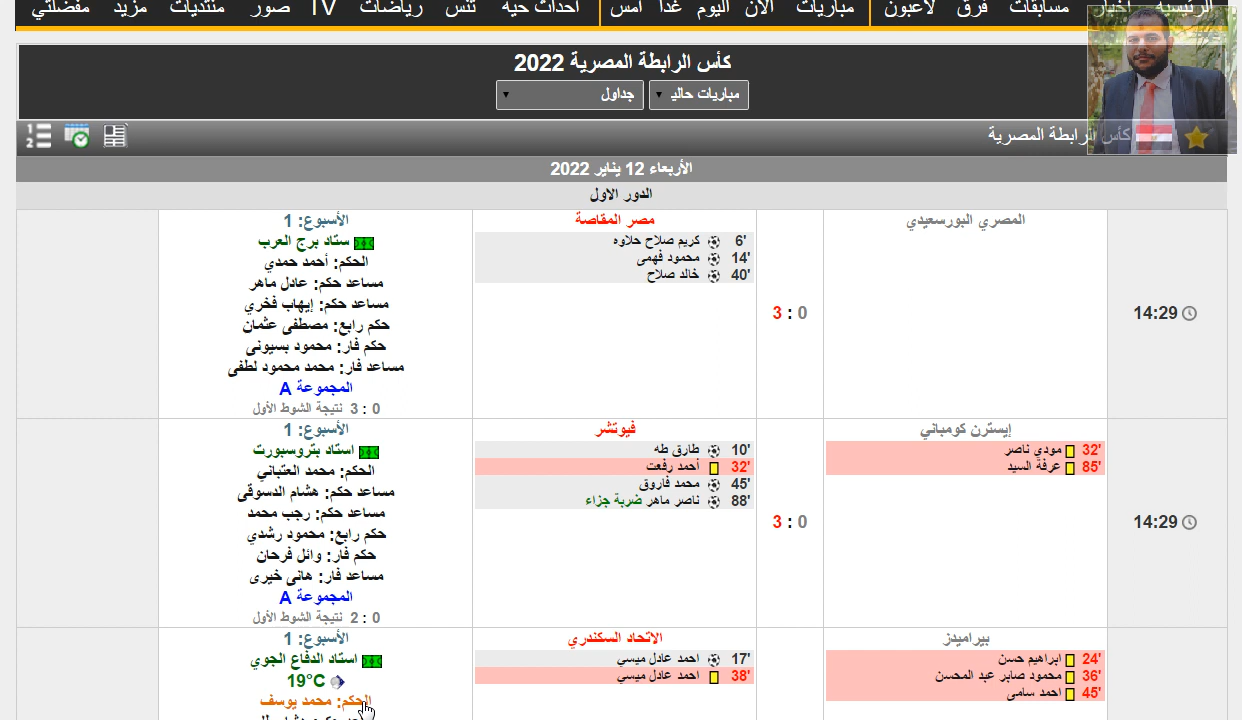 الرئيسية أخبار مسابقات فرق لاعبون مباريات الآن اليوم غداً أمس أحداث حية تنس رياضات TV صور منتديات مزيد مفضلتي
كأس الرابطة المصرية 2022
مباريات حاليـ جداول
كأس الرابطة المصرية
الأربعاء 12 يناير 2022
الدور الاول
14:29
المصري البورسعيدي
0 : 3
مصر المقاصة
6' كريم صلاح حلاوه
14' محمود فهمى
40' خالد صلاح
الأسبوع: 1
ستاد برج العرب
الحكم: أحمد حمدي
مساعد حكم: عادل ماهر
مساعد حكم: إيهاب فخري
حكم رابع: مصطفى عثمان
حكم فار: محمود بسيونى
مساعد فار: محمد محمود لطفى
المجموعة A
0 : 3 نتيجة الشوط الأول
14:29
إيسترن كومباني
32' مودي ناصر
85' عرفة السيد
0 : 3
فيوتشر
10' طارق طه
32' أحمد رفعت
45' محمد فاروق
88' ناصر ماهر ضربة جزاء
الأسبوع: 1
استاد بتروسبورت
الحكم: محمد العتباني
مساعد حكم: هشام الدسوقى
مساعد حكم: رجب محمد
حكم رابع: محمود رشدي
حكم فار: وائل فرحان
مساعد فار: هانى خيرى
المجموعة A
0 : 2 نتيجة الشوط الأول
بيراميدز
24' ابراهيم حسن
36' محمود صابر عبد المحسن
45' احمد سامى
الاتحاد السكندري
17' احمد عادل ميسي
38' احمد عادل ميسي
الأسبوع: 1
استاد الدفاع الجوي
19°C
الحكم: محمد يوسف